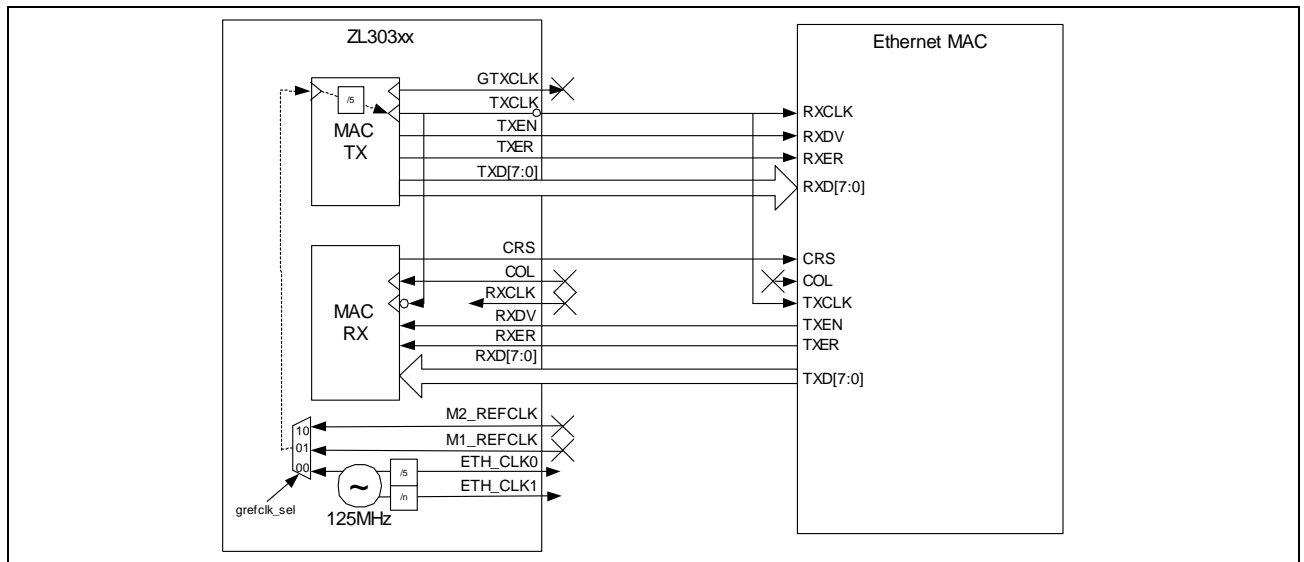 ZL303xx
Ethernet MAC
/5
MAC
TX
GTXCLK
TXCLK
TXEN
TXER
TXD[7:0]
RXCLK
RXDV
RXER
RXD[7:0]
MAC
RX
CRS
COL
RXCLK
RXDV
RXER
RXD[7:0]
CRS
COL
TXCLK
TXEN
TXER
TXD[7:0]
10
01
00
M2_REFCLK
M1_REFCLK
ETH_CLK0
ETH_CLK1
/5
/n
~
grefclk_sel
125MHz